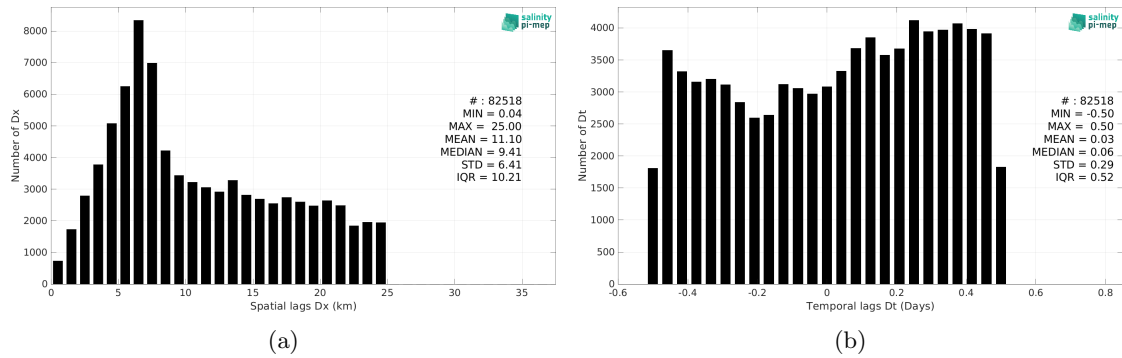 salinity
pi-mep
8000
7000
6000
5000
4000
3000
2000
1000
0
Number of Dx
# : 82518
MIN = 0.04
MAX = 25.00
MEAN = 11.10
MEDIAN = 9.41
STD = 6.41
IQR = 10.21
0 5 10 15 20 25 30 35
Spatial lags Dx (km)
(a)
salinity
pi-mep
4000
3500
3000
2500
2000
1500
1000
500
0
Number of Dt
# : 82518
MIN = -0.50
MAX = 0.50
MEAN = 0.03
MEDIAN = 0.06
STD = 0.29
IQR = 0.52
-0.6 -0.4 -0.2 0 0.2 0.4 0.6 0.8
Temporal lags Dt (Days)
(b)